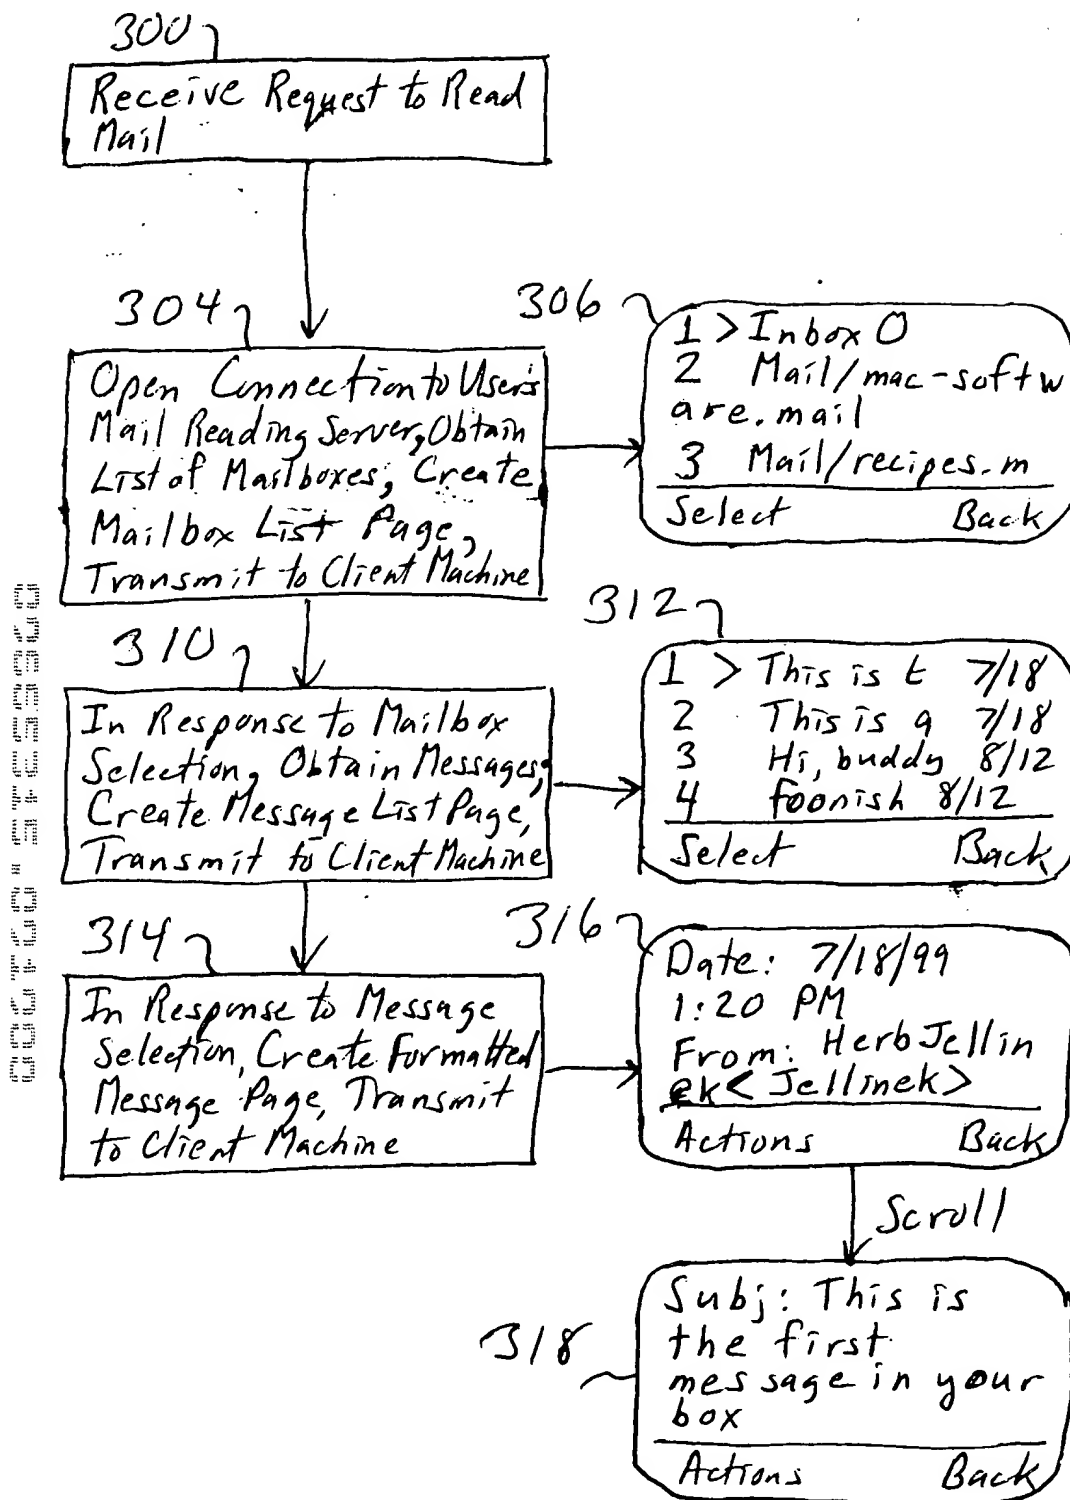 300
Receive Request to Read
Mail
304
Open Connection to User's
Mail Reading Server, Obtain
List of Mailboxes, Create
Mailbox List Page,
Transmit to Client Machine
306
1 > Inbox 0
2 Mail/mac-softw
are.mail
3 Mail/recipes.m
Select Back
310
In Response to Mailbox
Selection, Obtain Messages,
Create Message List Page,
Transmit to Client Machine
312
1 > This is t 7/18
2 This is a 7/18
3 Hi, buddy 8/12
4 foonish 8/12
Select Back
314
In Response to Message
Selection, Create Formatted
Message Page, Transmit
to Client Machine
316
Date: 7/18/99
1:20 PM
From: Herb Jellin
ek< Jellinek>
Actions Back
Scroll
318
Subj: This is
the first
message in your
box
Actions Back